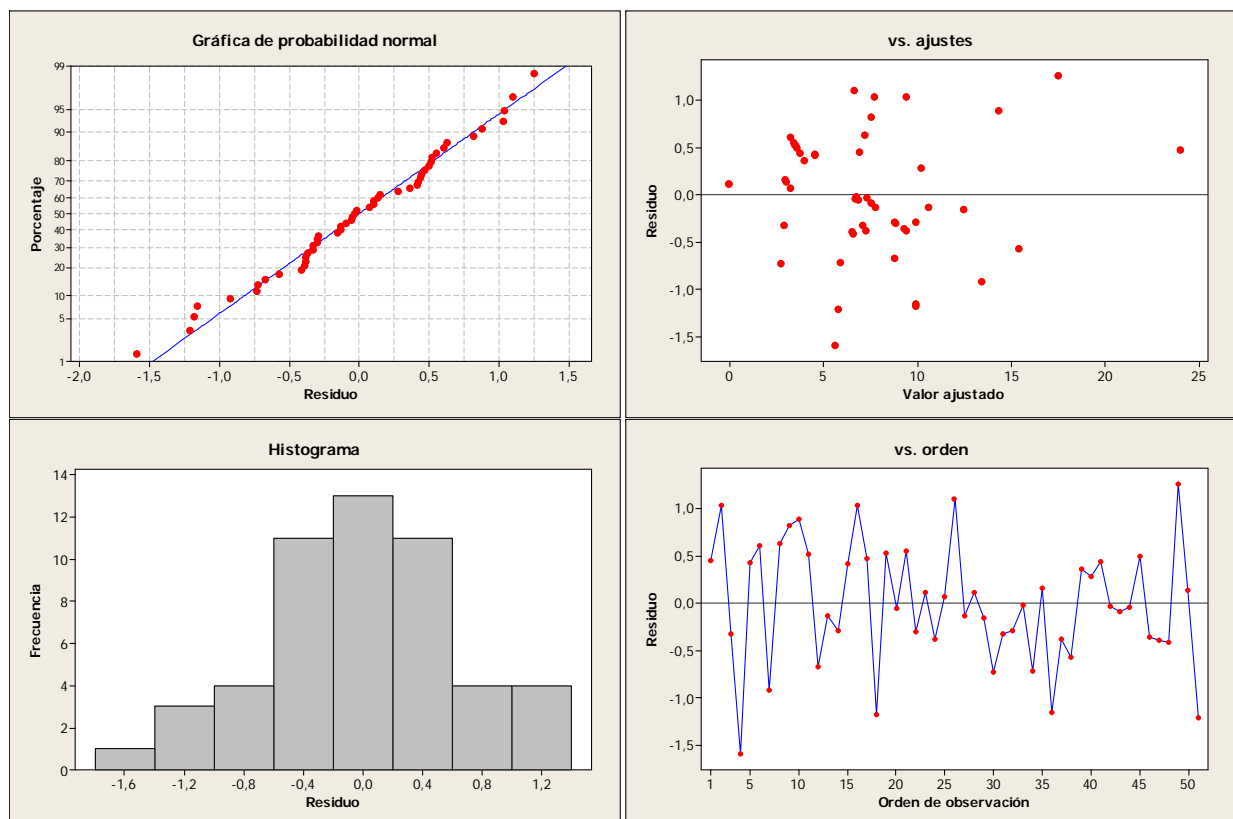 Gráfica de probabilidad normal
99
95
90
80
70
60
50
40
30
20
10
5
1
Porcentaje
-2,0 -1,5 -1,0 -0,5 0,0 0,5 1,0 1,5
Residuo
vs. ajustes
1,0
0,5
0,0
-0,5
-1,0
-1,5
Residuo
0 5 10 15 20 25
Valor ajustado
Histograma
14
12
10
8
6
4
2
0
Frecuencia
-1,6 -1,2 -0,8 -0,4 0,0 0,4 0,8 1,2
Residuo
vs. orden
1,0
0,5
0,0
-0,5
-1,0
-1,5
Residuo
1 5 10 15 20 25 30 35 40 45 50
Orden de observación